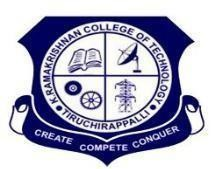 K.RAMAKRISHNAN COLLEGE OF TECHNOLOGY
TIRUCHIRAPPALLI
CREATE COMPETE CONQUER